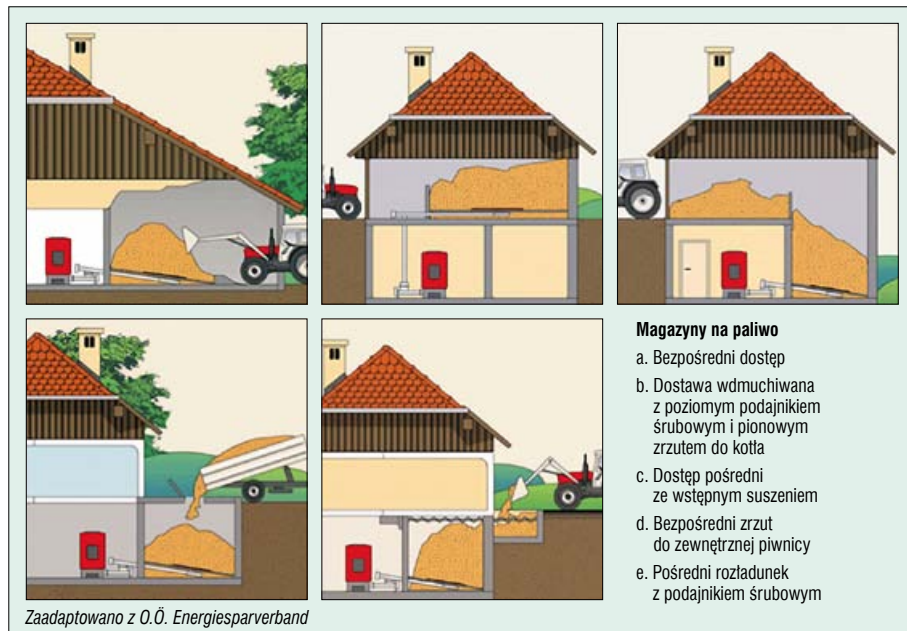 Magazyny na paliwo
a. Bezpośredni dostęp
b. Dostawa wdmuchiwana
z poziomym podajnikiem
śrubowym i pionowym
zrzutem do kotła
c. Dostęp pośredni
ze wstępnym suszeniem
d. Bezpośredni zrzut
do zewnętrznej piwnicy
e. Pośredni rozładunek
z podajnikiem śrubowym
Zaadaptowano z O.Ö. Energiesparverband